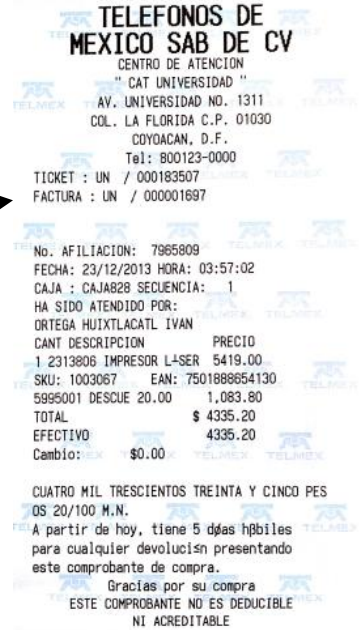 TELEFONOS DE
MEXICO SAB DE CV
CENTRO DE ATENCION
" CAT UNIVERSIDAD "
AV. UNIVERSIDAD NO. 1311
COL. LA FLORIDA C.P. 01030
COYOACAN, D.F.
Tel: 800123-0000
TICKET : UN / 000183507
FACTURA : UN / 000001697
No. AFILIACION: 7965809
FECHA: 23/12/2013 HORA: 03:57:02
CAJA : CAJA828 SECUENCIA: 1
HA SIDO ATENDIDO POR:
ORTEGA HUIXTLACATL IVAN
CANT DESCRIPCION PRECIO
1 2313806 IMPRESOR L┴SER 5419.00
SKU: 1003067 EAN: 7501888654130
5995001 DESCUE 20.00 1,083.80
TOTAL $ 4335.20
EFECTIVO 4335.20
Cambio: $0.00
CUATRO MIL TRESCIENTOS TREINTA Y CINCO PES
OS 20/100 M.N.
A partir de hoy, tiene 5 døas hßbiles
para cualquier devolucisn presentando
este comprobante de compra.
Gracias por su compra
ESTE COMPROBANTE NO ES DEDUCIBLE
NI ACREDITABLE